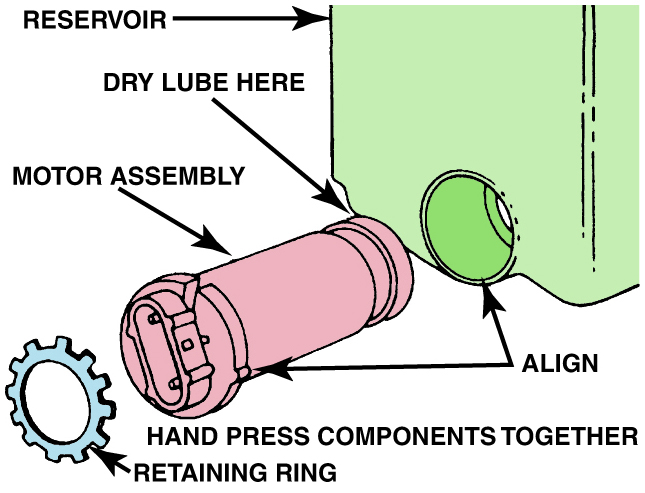 RESERVOIR
DRY LUBE HERE
MOTOR ASSEMBLY
ALIGN
HAND PRESS COMPONENTS TOGETHER
RETAINING RING